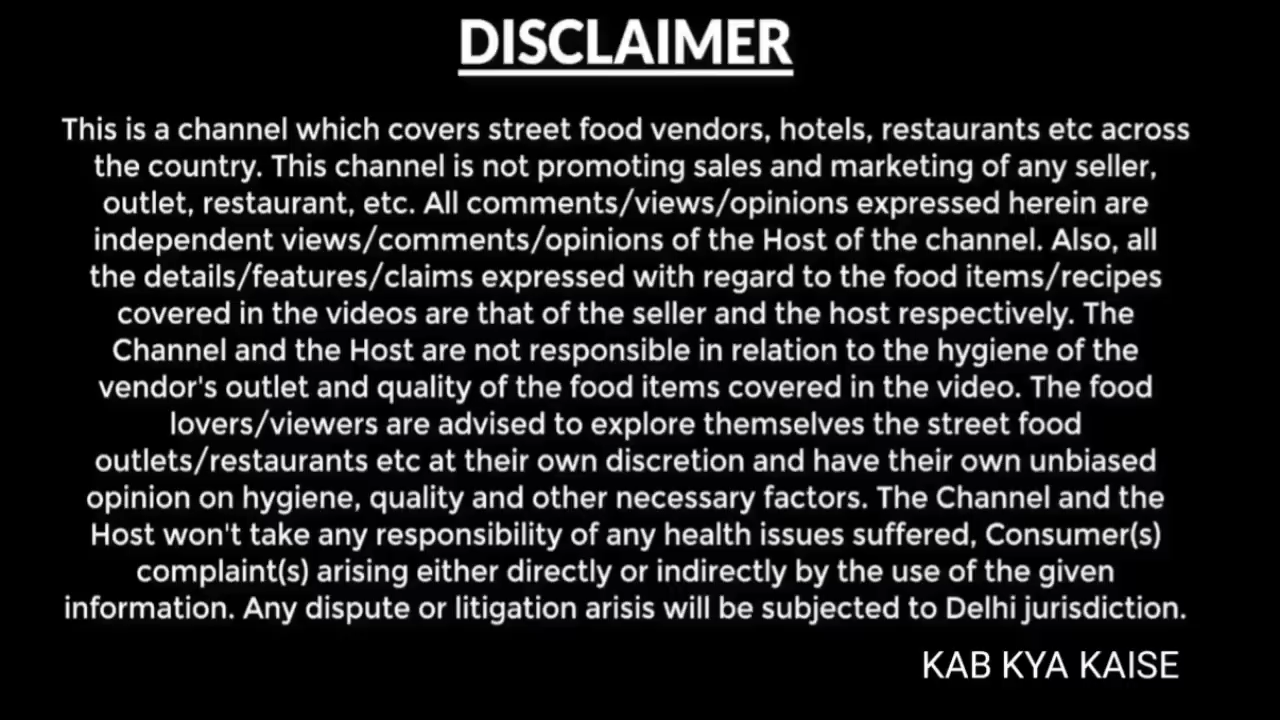 DISCLAIMER
This is a channel which covers street food vendors, hotels, restaurants etc across
the country. This channel is not promoting sales and marketing of any seller,
outlet, restaurant, etc. All comments/views/opinions expressed herein are
independent views/comments/opinions of the Host of the channel. Also, all
the details/features/claims expressed with regard to the food items/recipes
covered in the videos are that of the seller and the host respectively. The
Channel and the Host are not responsible in relation to the hygiene of the
vendor's outlet and quality of the food items covered in the video. The food
lovers/viewers are advised to explore themselves the street food
outlets/restaurants etc at their own discretion and have their own unbiased
opinion on hygiene, quality and other necessary factors. The Channel and the
Host won't take any responsibility of any health issues suffered, Consumer(s)
complaint(s) arising either directly or indirectly by the use of the given
information. Any dispute or litigation arisis will be subjected to Delhi jurisdiction.
KAB KYA KAISE